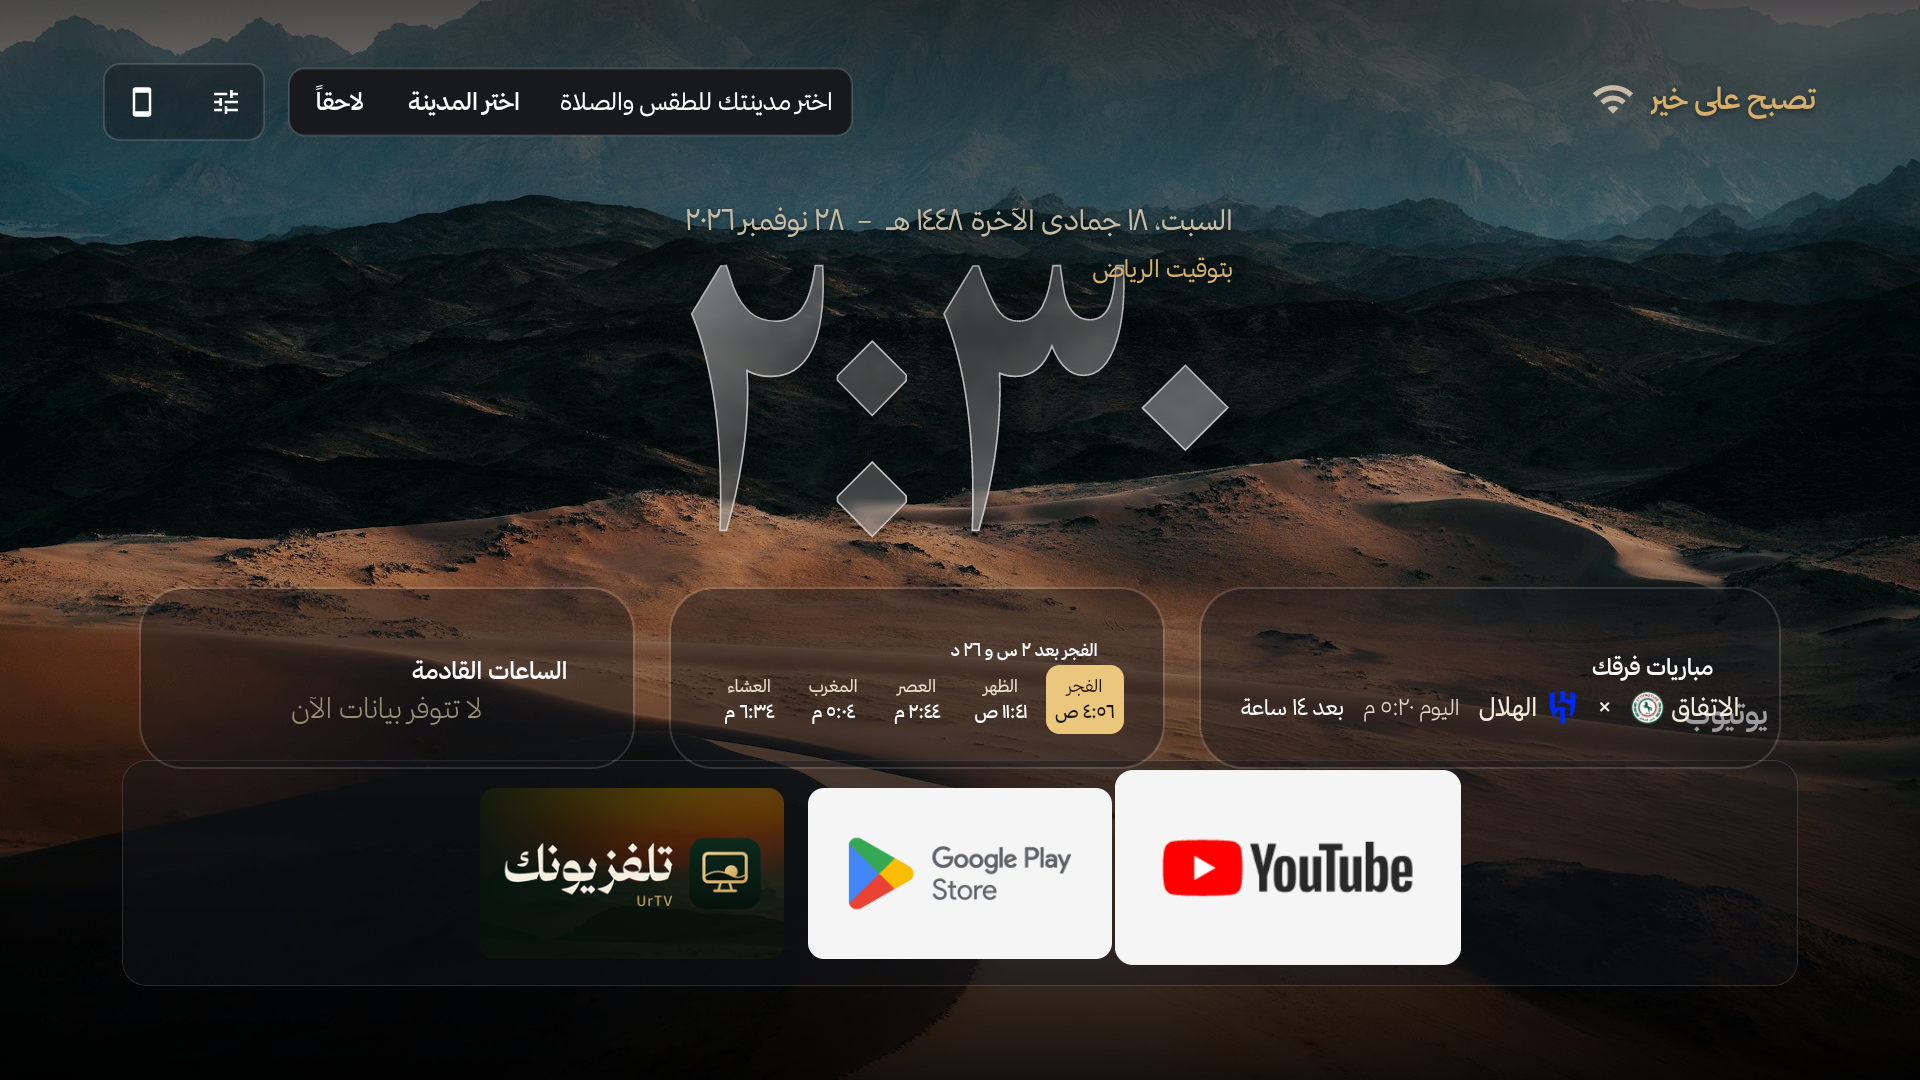 تصبح على خير
اختر مدينتك للطقس والصلاة
اختر المدينة
لاحقاً
السبت، ١٨ جمادى الآخرة ١٤٤٨ هـ – ٢٨ نوفمبر ٢٠٢٦
بتوقيت الرياض
٢:٣٠
مباريات فرقك
الاتفاق × الهلال اليوم ٥:٢٠ م بعد ١٤ ساعة
يوتيوب
الفجر بعد ٢ س و ٢٦ د
الفجر الظهر العصر المغرب العشاء
٤:٥٦ ص ١١:٤١ ص ٢:٤٤ م ٥:٠٤ م ٦:٣٤ م
الساعات القادمة
لا تتوفر بيانات الآن
YouTube
Google Play
Store
تلفزيونك
UrTV